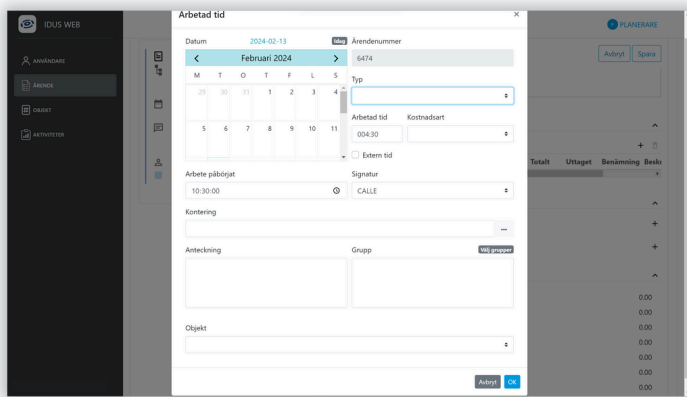 IDUS WEB
Arbetad tid
×
+ PLANERARE
Avbryt
Spara
ANVÄNDARE
ÄRENDE
OBJEKT
AKTIVITETER
Datum
2024-02-13
Idag
Ärendenummer
6474
Februari 2024
M T O T F L S
29 30 31 1 2 3 4
5 6 7 8 9 10 11
Typ
Arbetad tid
Kostnadsart
004:30
Extern tid
Totalt Uttaget Benämning Beskr
Arbete påbörjat
Signatur
10:30:00
CALLE
Kontering
...
Anteckning
Grupp
Välj grupper
Objekt
0.00
0.00
0.00
0.00
0.00
0.00
0.00
Avbryt
OK